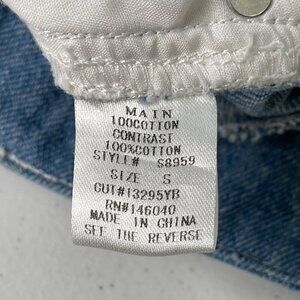 MAIN
100COTTON
CONTRAST
100%COTTON
STYLE# S8959
SIZE S
CUT#13295YB
RN#146040
MADE IN CHINA
SEE THE REVERSE